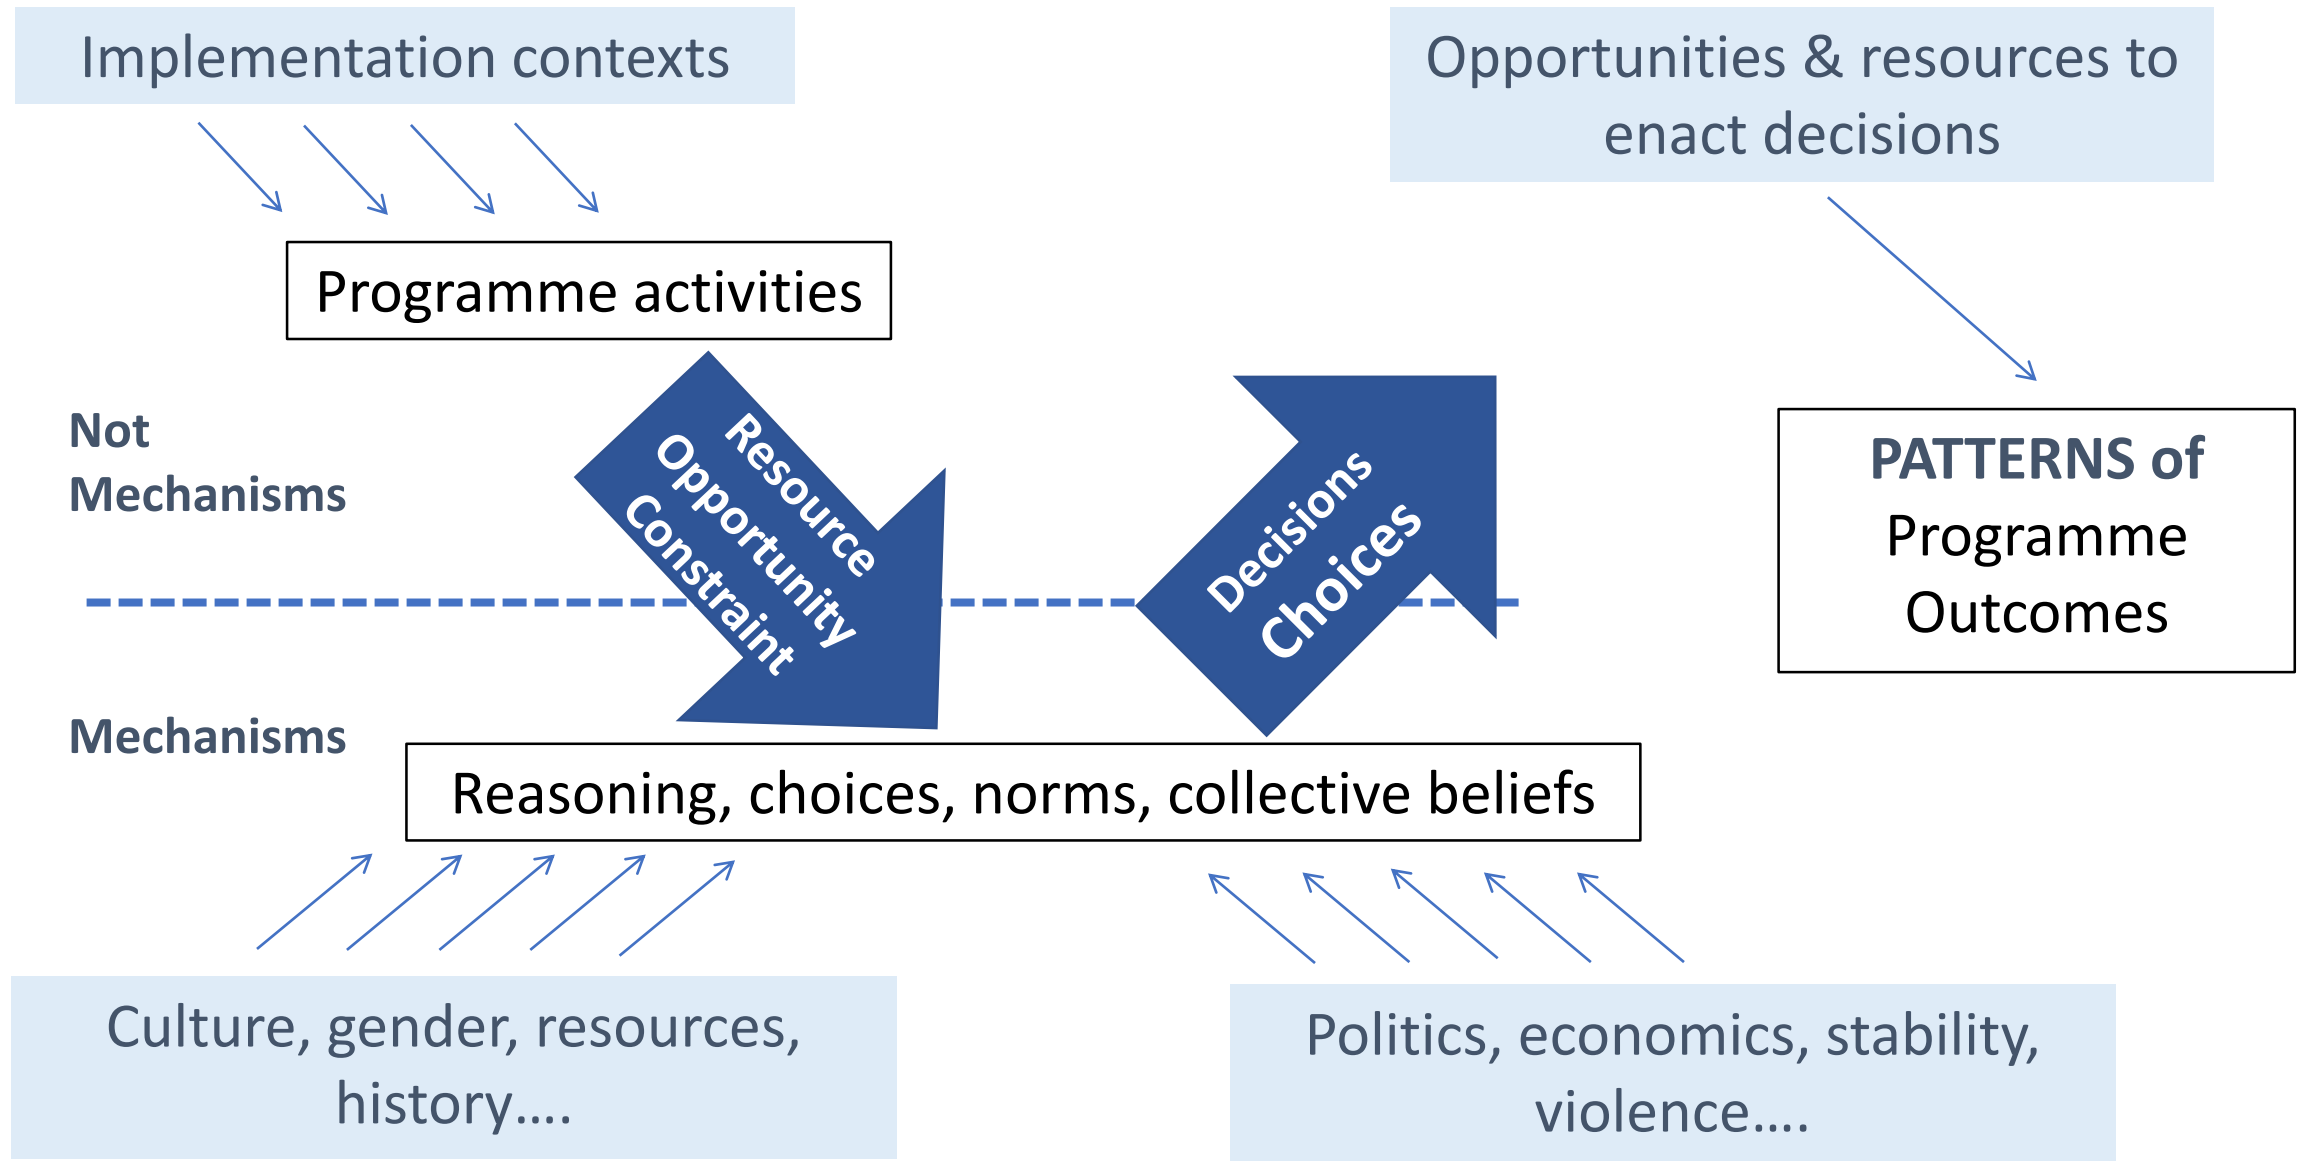 Implementation contexts
Opportunities & resources to
enact decisions
Programme activities
Not
Mechanisms
Resource
Opportunity
Constraint
Decisions
Choices
PATTERNS of
Programme
Outcomes
Mechanisms
Reasoning, choices, norms, collective beliefs
Culture, gender, resources,
history....
Politics, economics, stability,
violence....